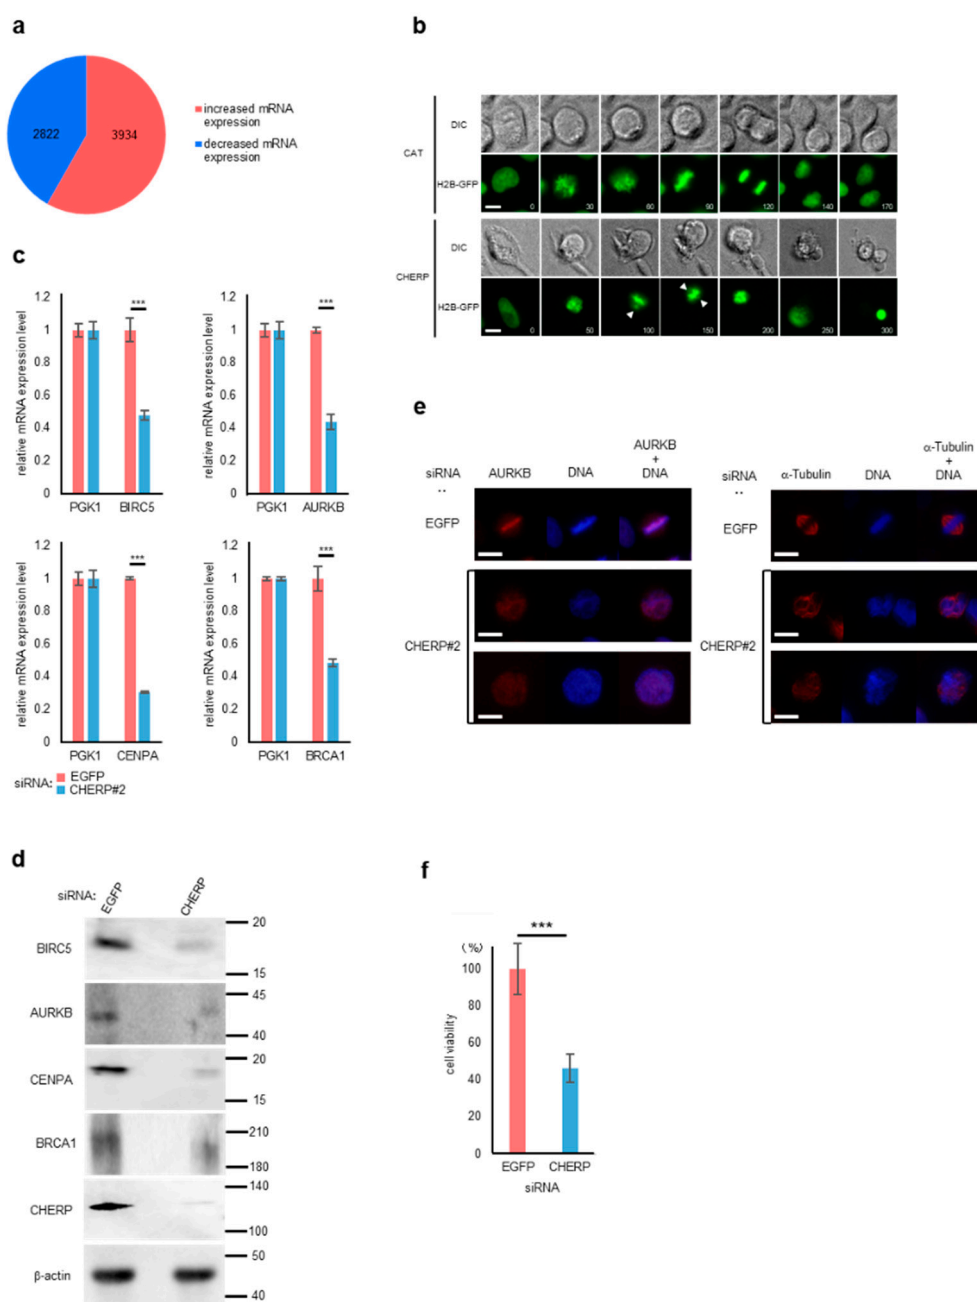 a
2822
3934
increased mRNA
expression
decreased mRNA
expression
b
DIC
CAT
H2B-GFP
0
30
60
90
120
140
170
DIC
CHERP
H2B-GFP
0
50
100
150
200
250
300
c
relative mRNA expression level
1.2
1
0.8
0.6
0.4
0.2
0
***
PGK1
BIRC5
relative mRNA expression level
1.2
1
0.8
0.6
0.4
0.2
0
***
PGK1
AURKB
relative mRNA expression level
1.2
1
0.8
0.6
0.4
0.2
0
***
PGK1
CENPA
relative mRNA expression level
1.2
1
0.8
0.6
0.4
0.2
0
***
PGK1
BRCA1
siRNA:
EGFP
CHERP#2
d
siRNA:
EGFP
CHERP
BIRC5
20
15
AURKB
45
40
CENPA
20
15
BRCA1
210
180
CHERP
140
100
β-actin
50
40
e
siRNA
:
AURKB
DNA
AURKB
+
DNA
EGFP
CHERP#2
siRNA
:
α-Tubulin
DNA
α-Tubulin
+
DNA
EGFP
CHERP#2
f
(%)
***
cell viability
100
80
60
40
20
0
EGFP
CHERP
siRNA